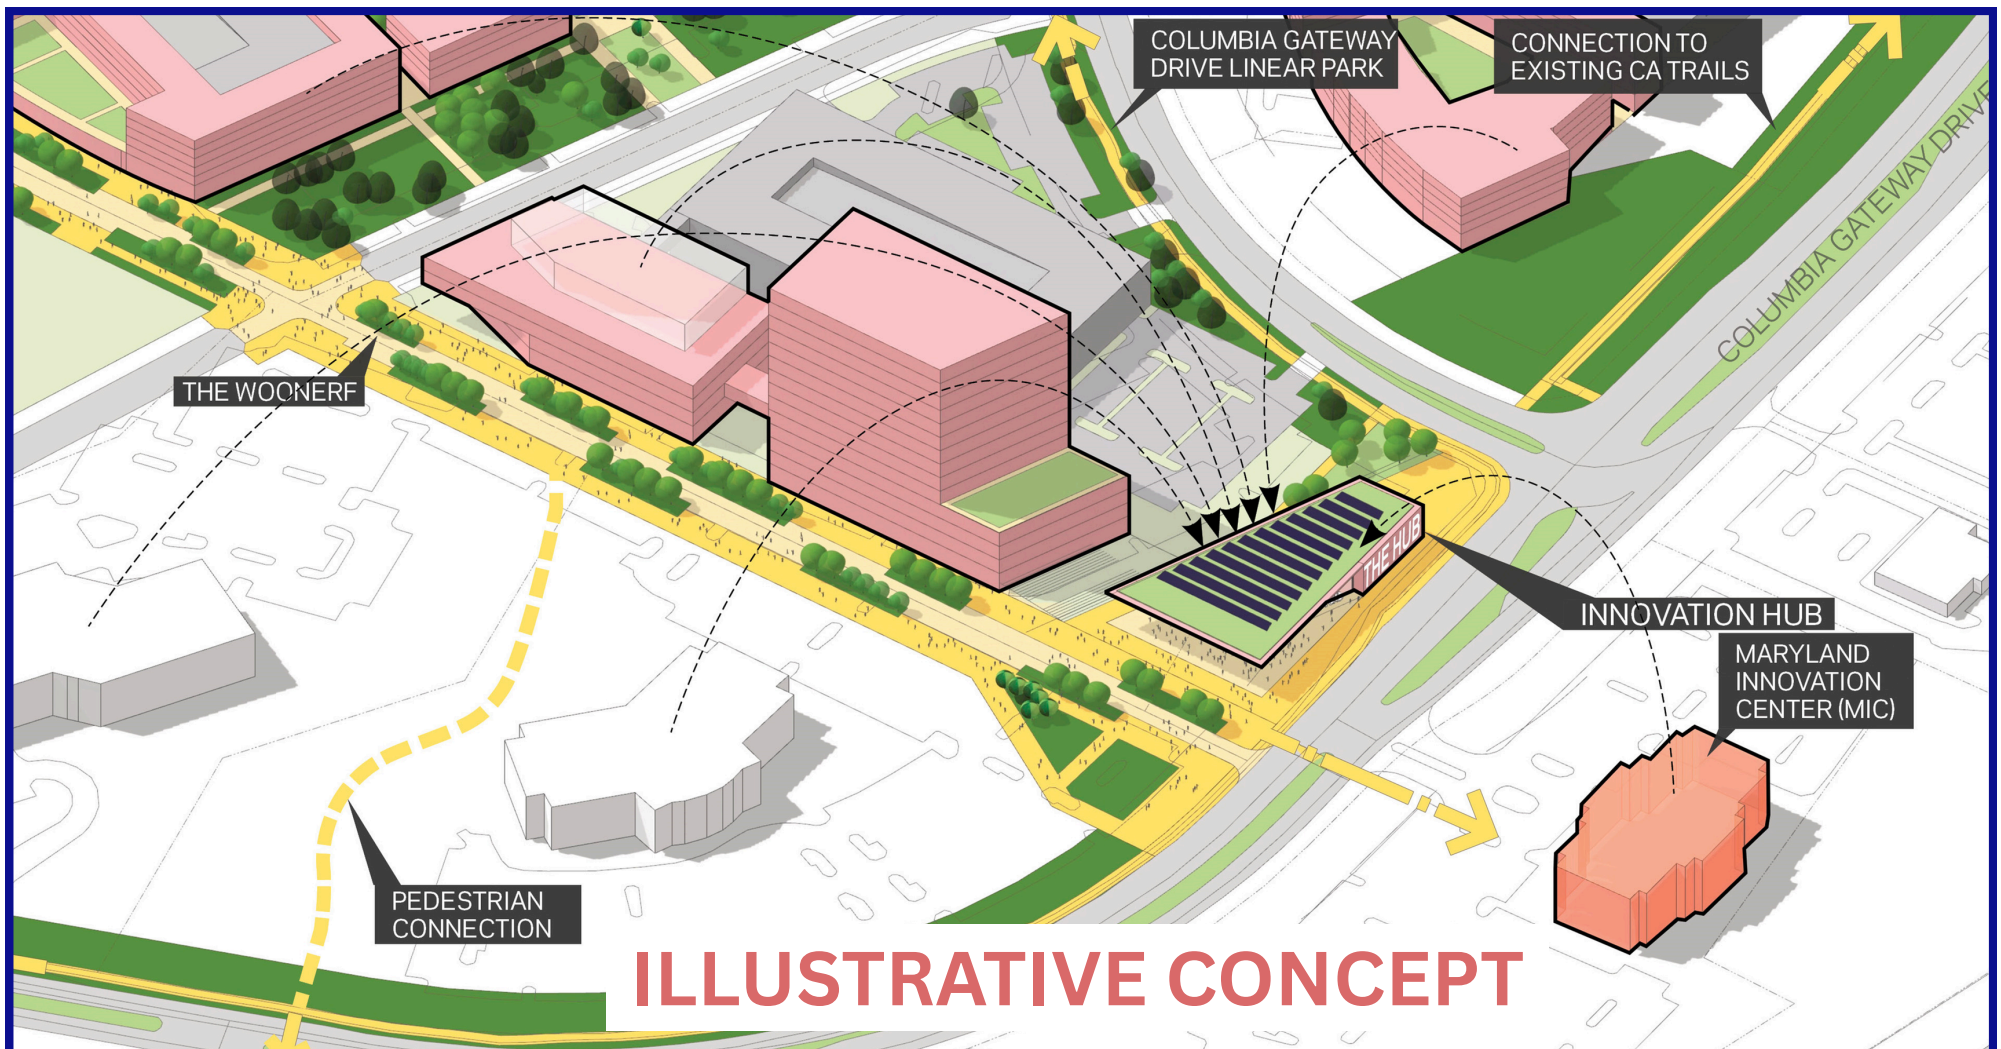 COLUMBIA GATEWAY
DRIVE LINEAR PARK
CONNECTION TO
EXISTING CA TRAILS
COLUMBIA GATEWAY DRIVE
THE WOONERF
THE HUB
INNOVATION HUB
MARYLAND
INNOVATION
CENTER (MIC)
PEDESTRIAN
CONNECTION
ILLUSTRATIVE CONCEPT